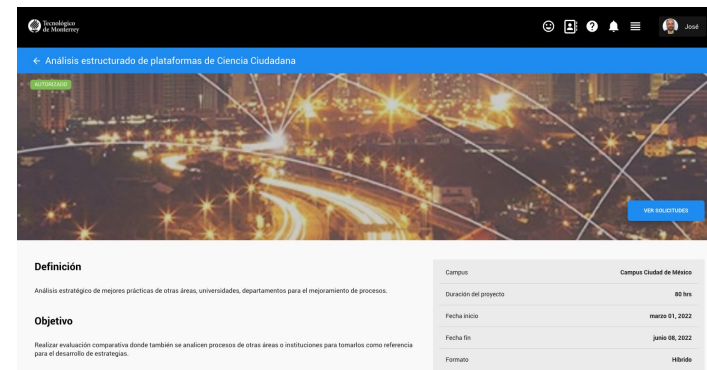 Tecnológico
de Monterrey
José
← Análisis estructurado de plataformas de Ciencia Ciudadana
AUTORIZADO
VER SOLICITUDES
Definición
Análisis estratégico de mejores prácticas de otras áreas, universidades, departamentos para el mejoramiento de procesos.
Objetivo
Realizar evaluación comparativa donde también se analicen procesos de otras áreas o instituciones para tomarlos como referencia
para el desarrollo de estrategias.
Campus Campus Ciudad de México
Duración del proyecto 80 hrs
Fecha inicio marzo 01, 2022
Fecha fin junio 08, 2022
Formato Híbrido